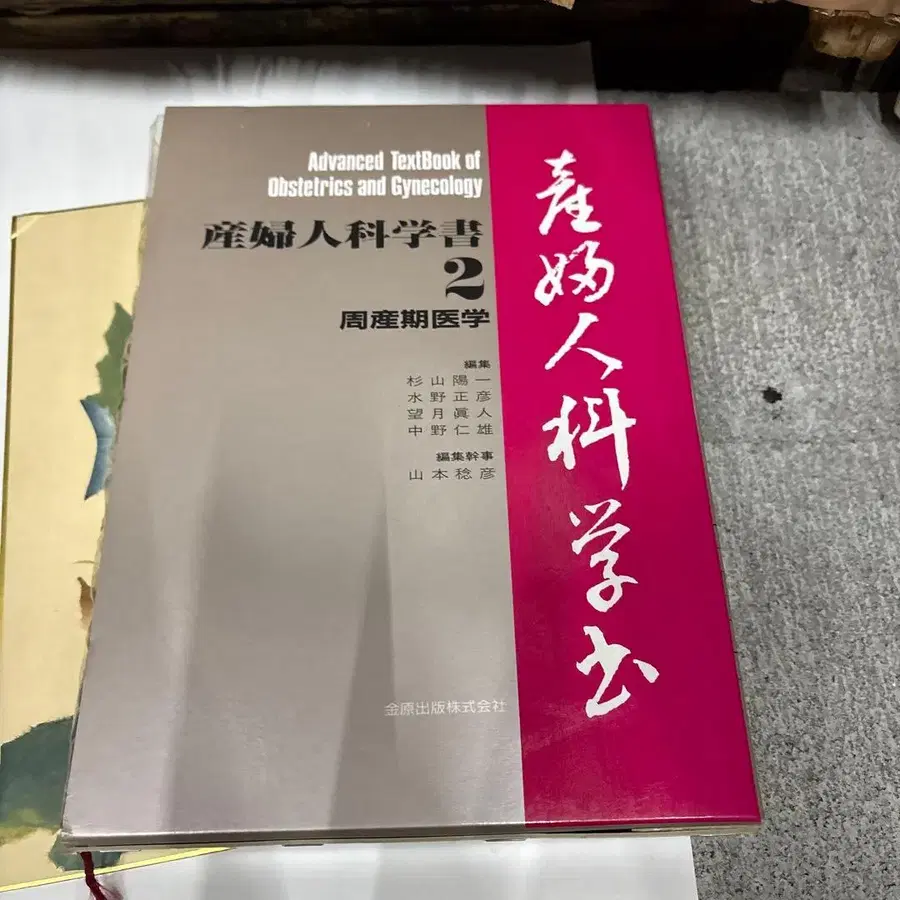 Advanced TextBook of
Obstetrics and Gynecology
産婦人科学書
2
周産期医学
編集
杉山陽一
水野正彦
望月眞人
中野仁雄
編集幹事
山本稔彦
金原出版株式会社
産婦人科学書